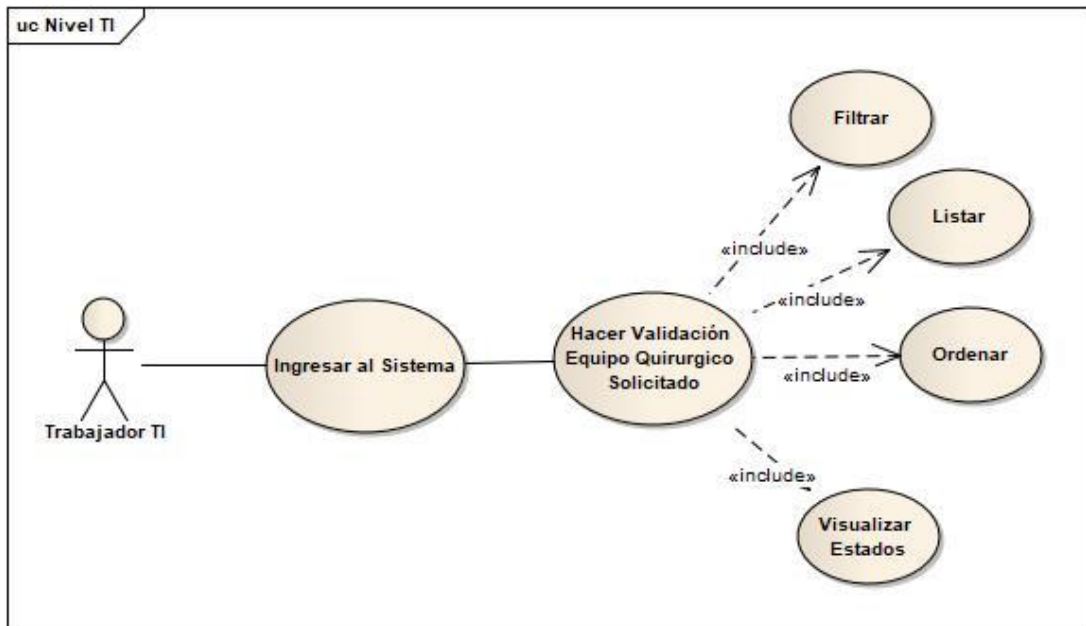 uc Nivel TI
Filtrar
«include»
Listar
«include»
Hacer Validación
Equipo Quirurgico
Solicitado
Ingresar al Sistema
Ordenar
«include»
Trabajador TI
«include»
Visualizar
Estados